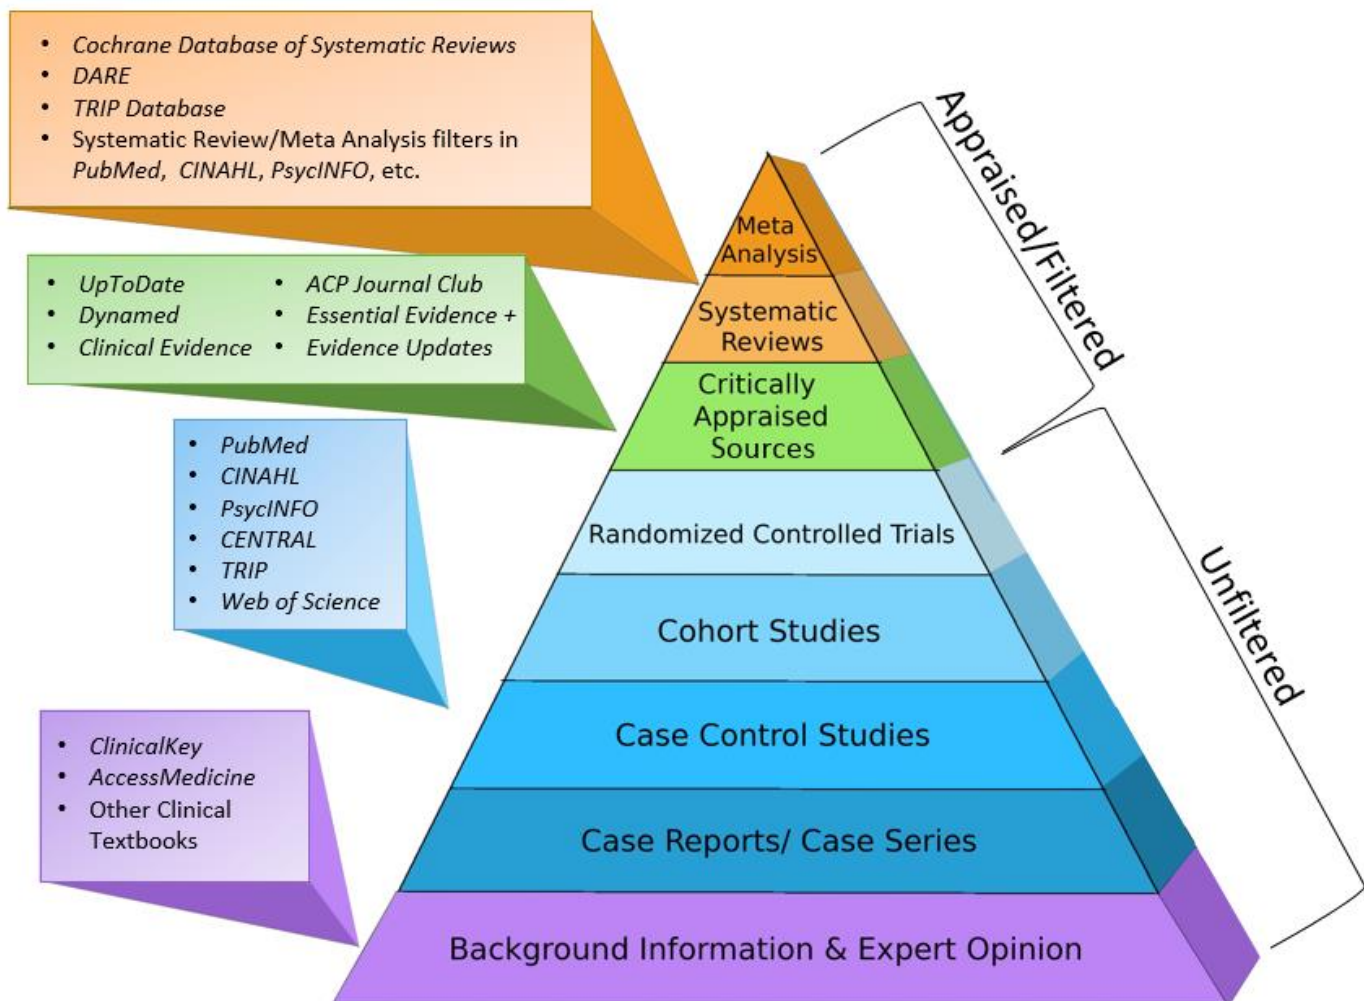 • Cochrane Database of Systematic Reviews
• DARE
• TRIP Database
• Systematic Review/Meta Analysis filters in
PubMed, CINAHL, PsycINFO, etc.
• UpToDate
• Dynamed
• Clinical Evidence
• ACP Journal Club
• Essential Evidence +
• Evidence Updates
• PubMed
• CINAHL
• PsycINFO
• CENTRAL
• TRIP
• Web of Science
• ClinicalKey
• AccessMedicine
• Other Clinical
Textbooks
Meta
Analysis
Systematic
Reviews
Critically
Appraised
Sources
Randomized Controlled Trials
Cohort Studies
Case Control Studies
Case Reports/ Case Series
Background Information & Expert Opinion
Appraised/Filtered
Unfiltered